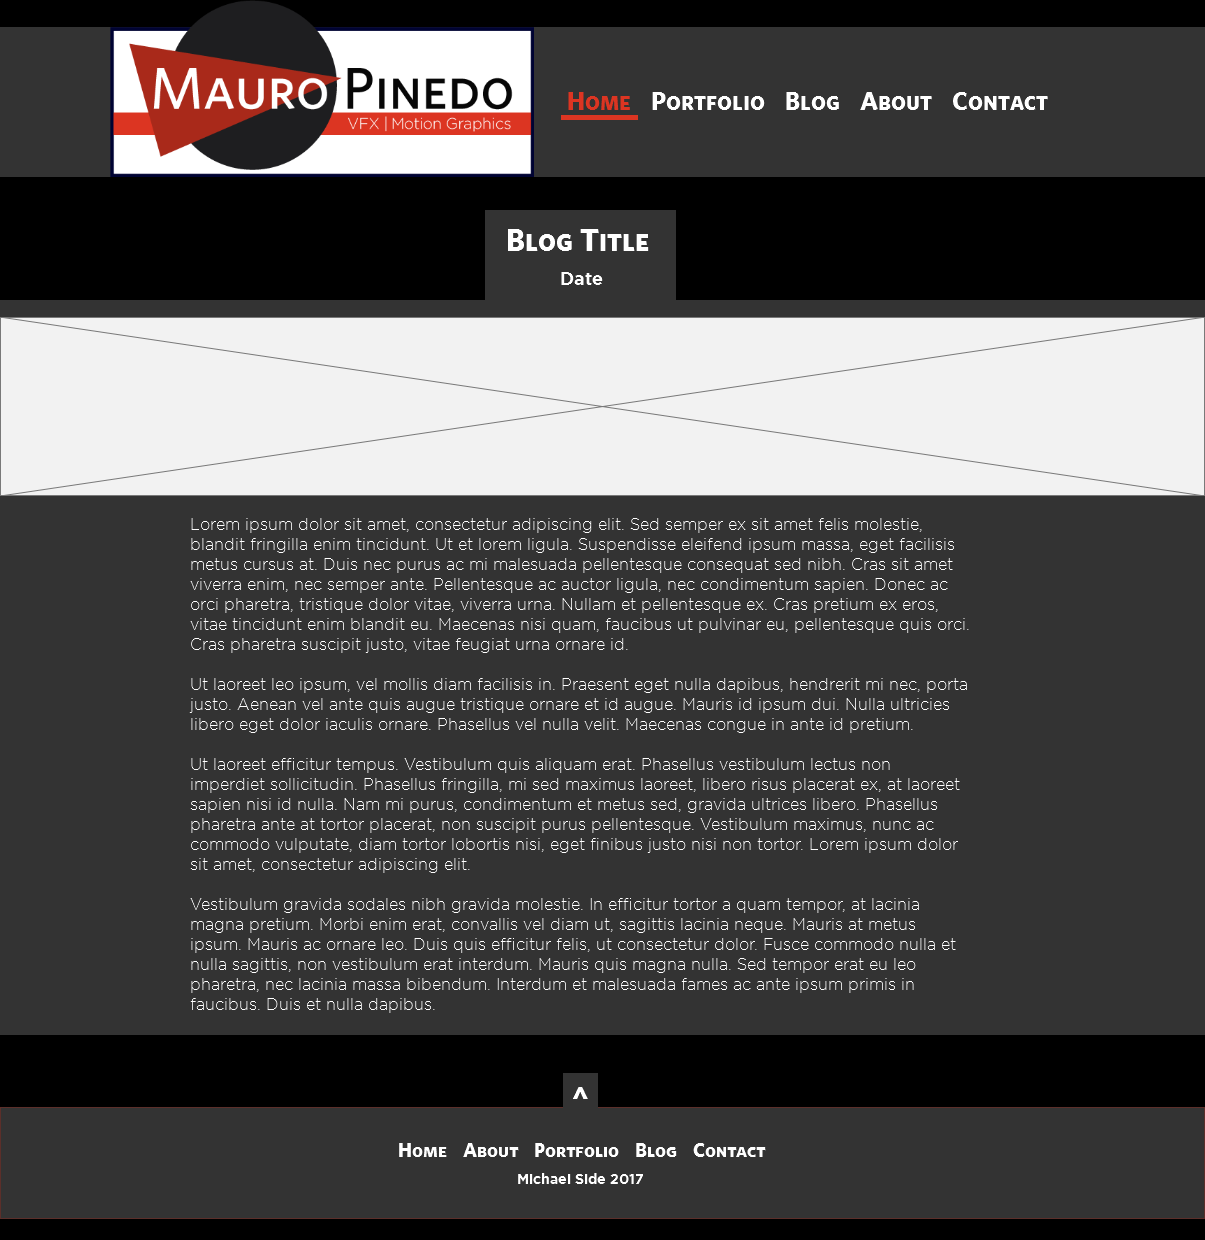 Mauro Pinedo
VFX | Motion Graphics
Home Portfolio Blog About Contact
Blog Title
Date
Lorem ipsum dolor sit amet, consectetur adipiscing elit. Sed semper ex sit amet felis molestie,
blandit fringilla enim tincidunt. Ut et lorem ligula. Suspendisse eleifend ipsum massa, eget facilisis
metus cursus at. Duis nec purus ac mi malesuada pellentesque consequat sed nibh. Cras sit amet
viverra enim, nec semper ante. Pellentesque ac auctor ligula, nec condimentum sapien. Donec ac
orci pharetra, tristique dolor vitae, viverra urna. Nullam et pellentesque ex. Cras pretium ex eros,
vitae tincidunt enim blandit eu. Maecenas nisi quam, faucibus ut pulvinar eu, pellentesque quis orci.
Cras pharetra suscipit justo, vitae feugiat urna ornare id.
Ut laoreet leo ipsum, vel mollis diam facilisis in. Praesent eget nulla dapibus, hendrerit mi nec, porta
justo. Aenean vel ante quis augue tristique ornare et id augue. Mauris id ipsum dui. Nulla ultricies
libero eget dolor iaculis ornare. Phasellus vel nulla velit. Maecenas congue in ante id pretium.
Ut laoreet efficitur tempus. Vestibulum quis aliquam erat. Phasellus vestibulum lectus non
imperdiet sollicitudin. Phasellus fringilla, mi sed maximus laoreet, libero risus placerat ex, at laoreet
sapien nisi id nulla. Nam mi purus, condimentum et metus sed, gravida ultrices libero. Phasellus
pharetra ante at tortor placerat, non suscipit purus pellentesque. Vestibulum maximus, nunc ac
commodo vulputate, diam tortor lobortis nisi, eget finibus justo nisi non tortor. Lorem ipsum dolor
sit amet, consectetur adipiscing elit.
Vestibulum gravida sodales nibh gravida molestie. In efficitur tortor a quam tempor, at lacinia
magna pretium. Morbi enim erat, convallis vel diam ut, sagittis lacinia neque. Mauris at metus
ipsum. Mauris ac ornare leo. Duis quis efficitur felis, ut consectetur dolor. Fusce commodo nulla et
nulla sagittis, non vestibulum erat interdum. Mauris quis magna nulla. Sed tempor erat eu leo
pharetra, nec lacinia massa bibendum. Interdum et malesuada fames ac ante ipsum primis in
faucibus. Duis et nulla dapibus.
^
Home About Portfolio Blog Contact
Michael Side 2017